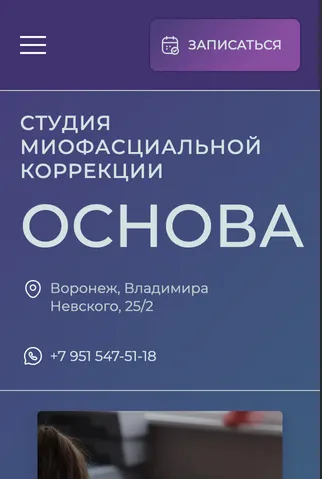 ЗАПИСАТЬСЯ
СТУДИЯ
МИОФАСЦИАЛЬНОЙ
КОРРЕКЦИИ
ОСНОВА
Воронеж, Владимира
Невского, 25/2
+7 951 547-51-18